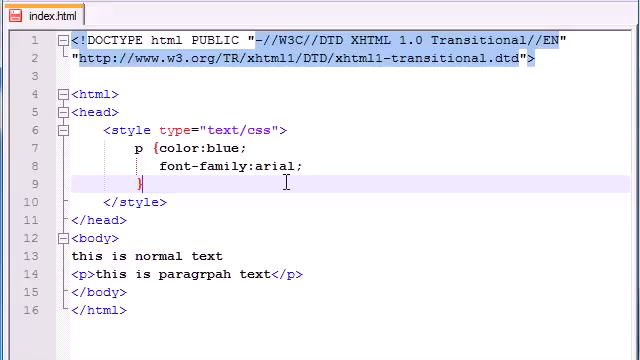 index.html
1 <!DOCTYPE html PUBLIC "-//W3C//DTD XHTML 1.0 Transitional//EN"
2 "http://www.w3.org/TR/xhtml1/DTD/xhtml1-transitional.dtd">
3
4 <html>
5 <head>
6 <style type="text/css">
7 p {color:blue;
8 font-family:arial;
9 }
10 </style>
11 </head>
12 <body>
13 this is normal text
14 <p>this is paragrpah text</p>
15 </body>
16 </html>